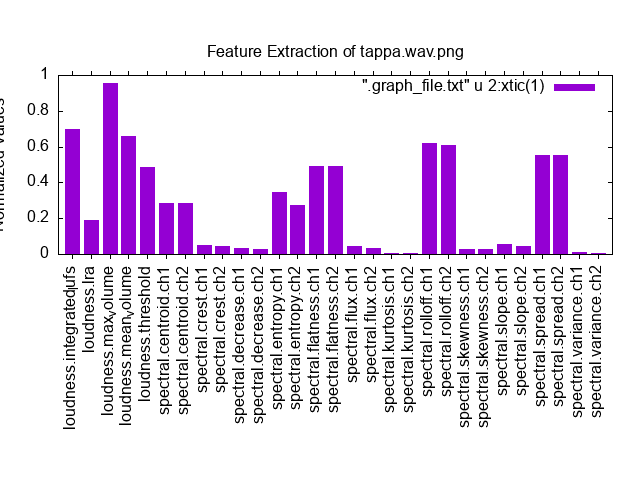 Feature Extraction of tappa.wav.png
".graph_file.txt" u 2:xtic(1)
Normalized Values
1
0.8
0.6
0.4
0.2
0
loudness.integratedlufs
loudness.lra
loudness.maxvolume
loudness.meanvolume
loudness.threshold
spectral.centroid.ch1
spectral.centroid.ch2
spectral.crest.ch1
spectral.crest.ch2
spectral.decrease.ch1
spectral.decrease.ch2
spectral.entropy.ch1
spectral.entropy.ch2
spectral.flatness.ch1
spectral.flatness.ch2
spectral.flux.ch1
spectral.flux.ch2
spectral.kurtosis.ch1
spectral.kurtosis.ch2
spectral.rolloff.ch1
spectral.rolloff.ch2
spectral.skewness.ch1
spectral.skewness.ch2
spectral.slope.ch1
spectral.slope.ch2
spectral.spread.ch1
spectral.spread.ch2
spectral.variance.ch1
spectral.variance.ch2